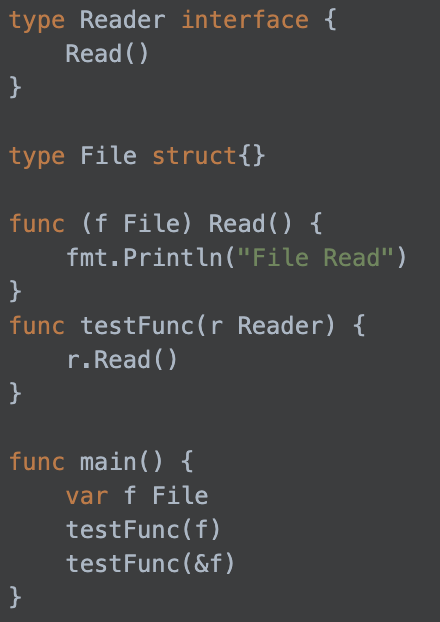 type Reader interface {
    Read()
}

type File struct{}

func (f File) Read() {
    fmt.Println("File Read")
}
func testFunc(r Reader) {
    r.Read()
}

func main() {
    var f File
    testFunc(f)
    testFunc(&f)
}